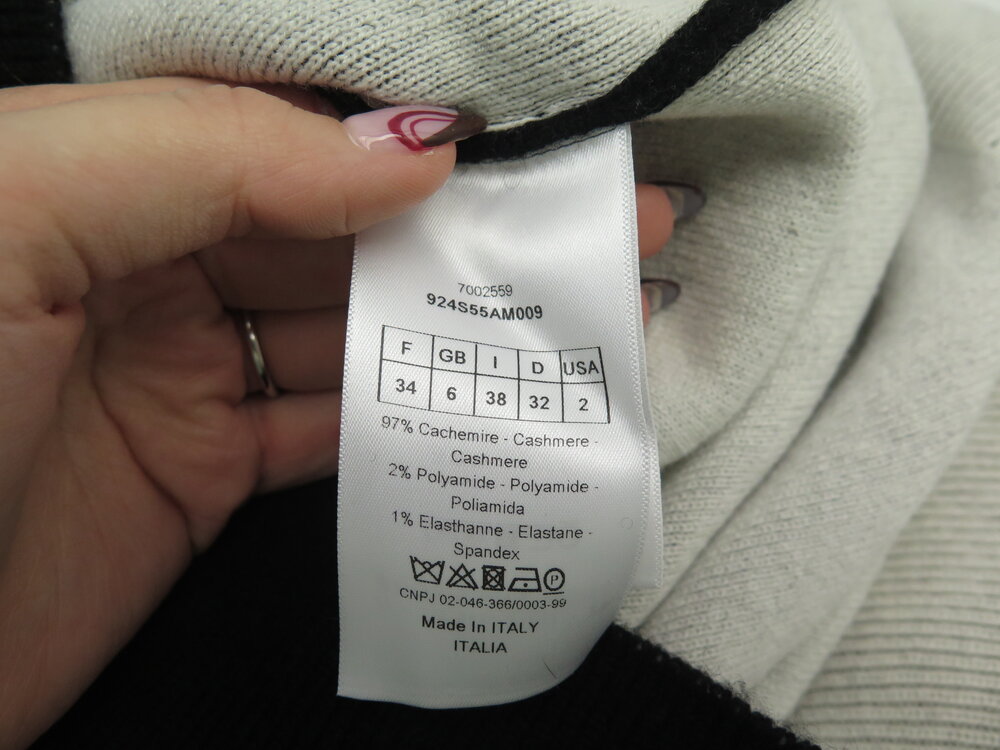 7002559
924S55AM009
F GB I D USA
34 6 38 32 2
97% Cachemire - Cashmere -
Cashmere
2% Polyamide - Polyamide -
Poliamida
1% Elasthanne - Elastane -
Spandex
P
CNPJ 02-046-366/0003-99
Made In ITALY
ITALIA